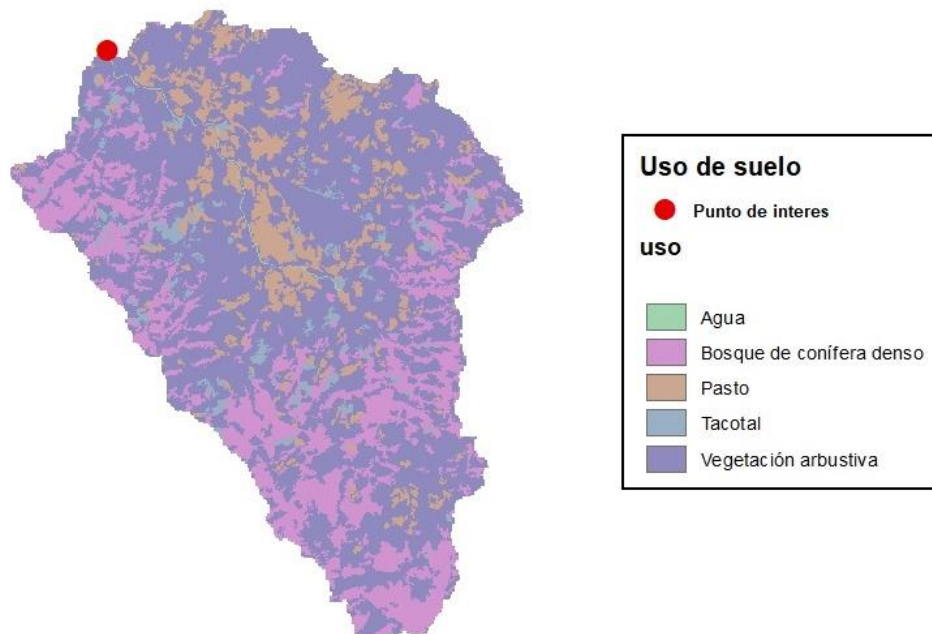 Uso de suelo
Punto de interes
uso
Agua
Bosque de conífera denso
Pasto
Tacotal
Vegetación arbustiva